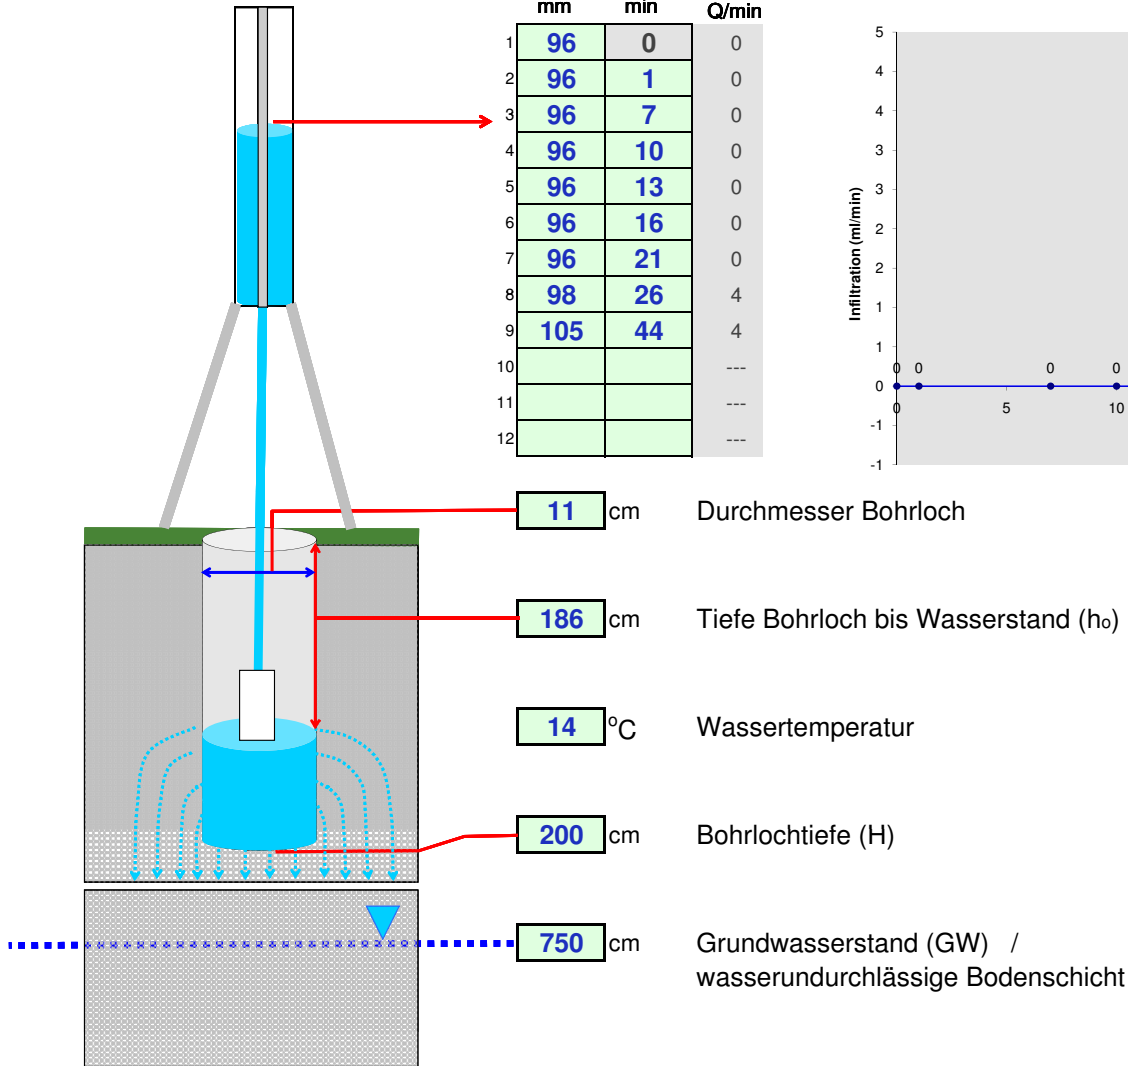 mm min Q/min
1 96 0 0
2 96 1 0
3 96 7 0
4 96 10 0
5 96 13 0
6 96 16 0
7 96 21 0
8 98 26 4
9 105 44 4
10 ---
11 ---
12 ---
Infiltration (ml/min)
5
4
4
3
3
2
2
1
1
0
-1
-1
0 0 0 0
0 5 10
11 cm Durchmesser Bohrloch
186 cm Tiefe Bohrloch bis Wasserstand (ho)
14 °C Wassertemperatur
200 cm Bohrlochtiefe (H)
750 cm Grundwasserstand (GW) /
wasserundurchlässige Bodenschicht